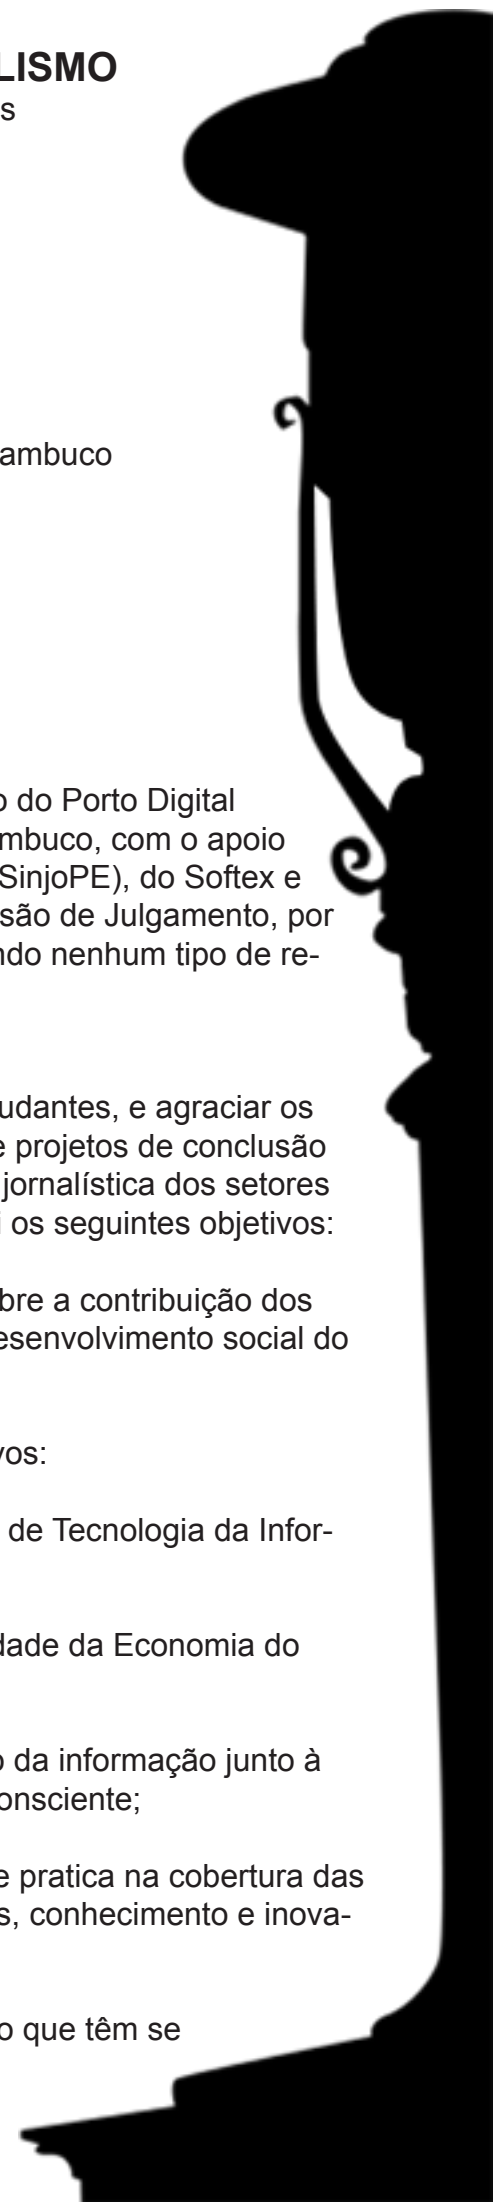 LISMO
s
ambuco
o do Porto Digital
mbuco, com o apoio
SinjoPE), do Softex e
são de Julgamento, por
ndo nenhum tipo de re-
udantes, e agraciar os
e projetos de conclusão
jornalística dos setores
i os seguintes objetivos:
bre a contribuição dos
esenvolvimento social do
vos:
de Tecnologia da Infor-
dade da Economia do
o da informação junto à
onsciente;
e pratica na cobertura das
s, conhecimento e inova-
o que têm se